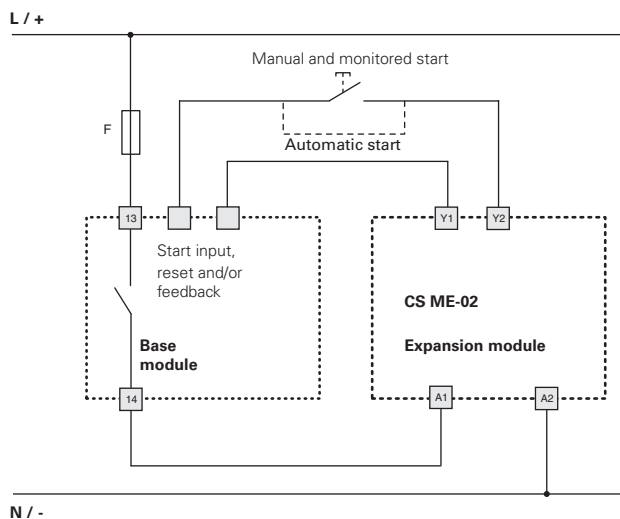 L / +
Manual and monitored start
F
Automatic start
13
Y1
Y2
Start input,
reset and/or
feedback
CS ME-02
Base
module
Expansion module
14
A1
A2
N / -